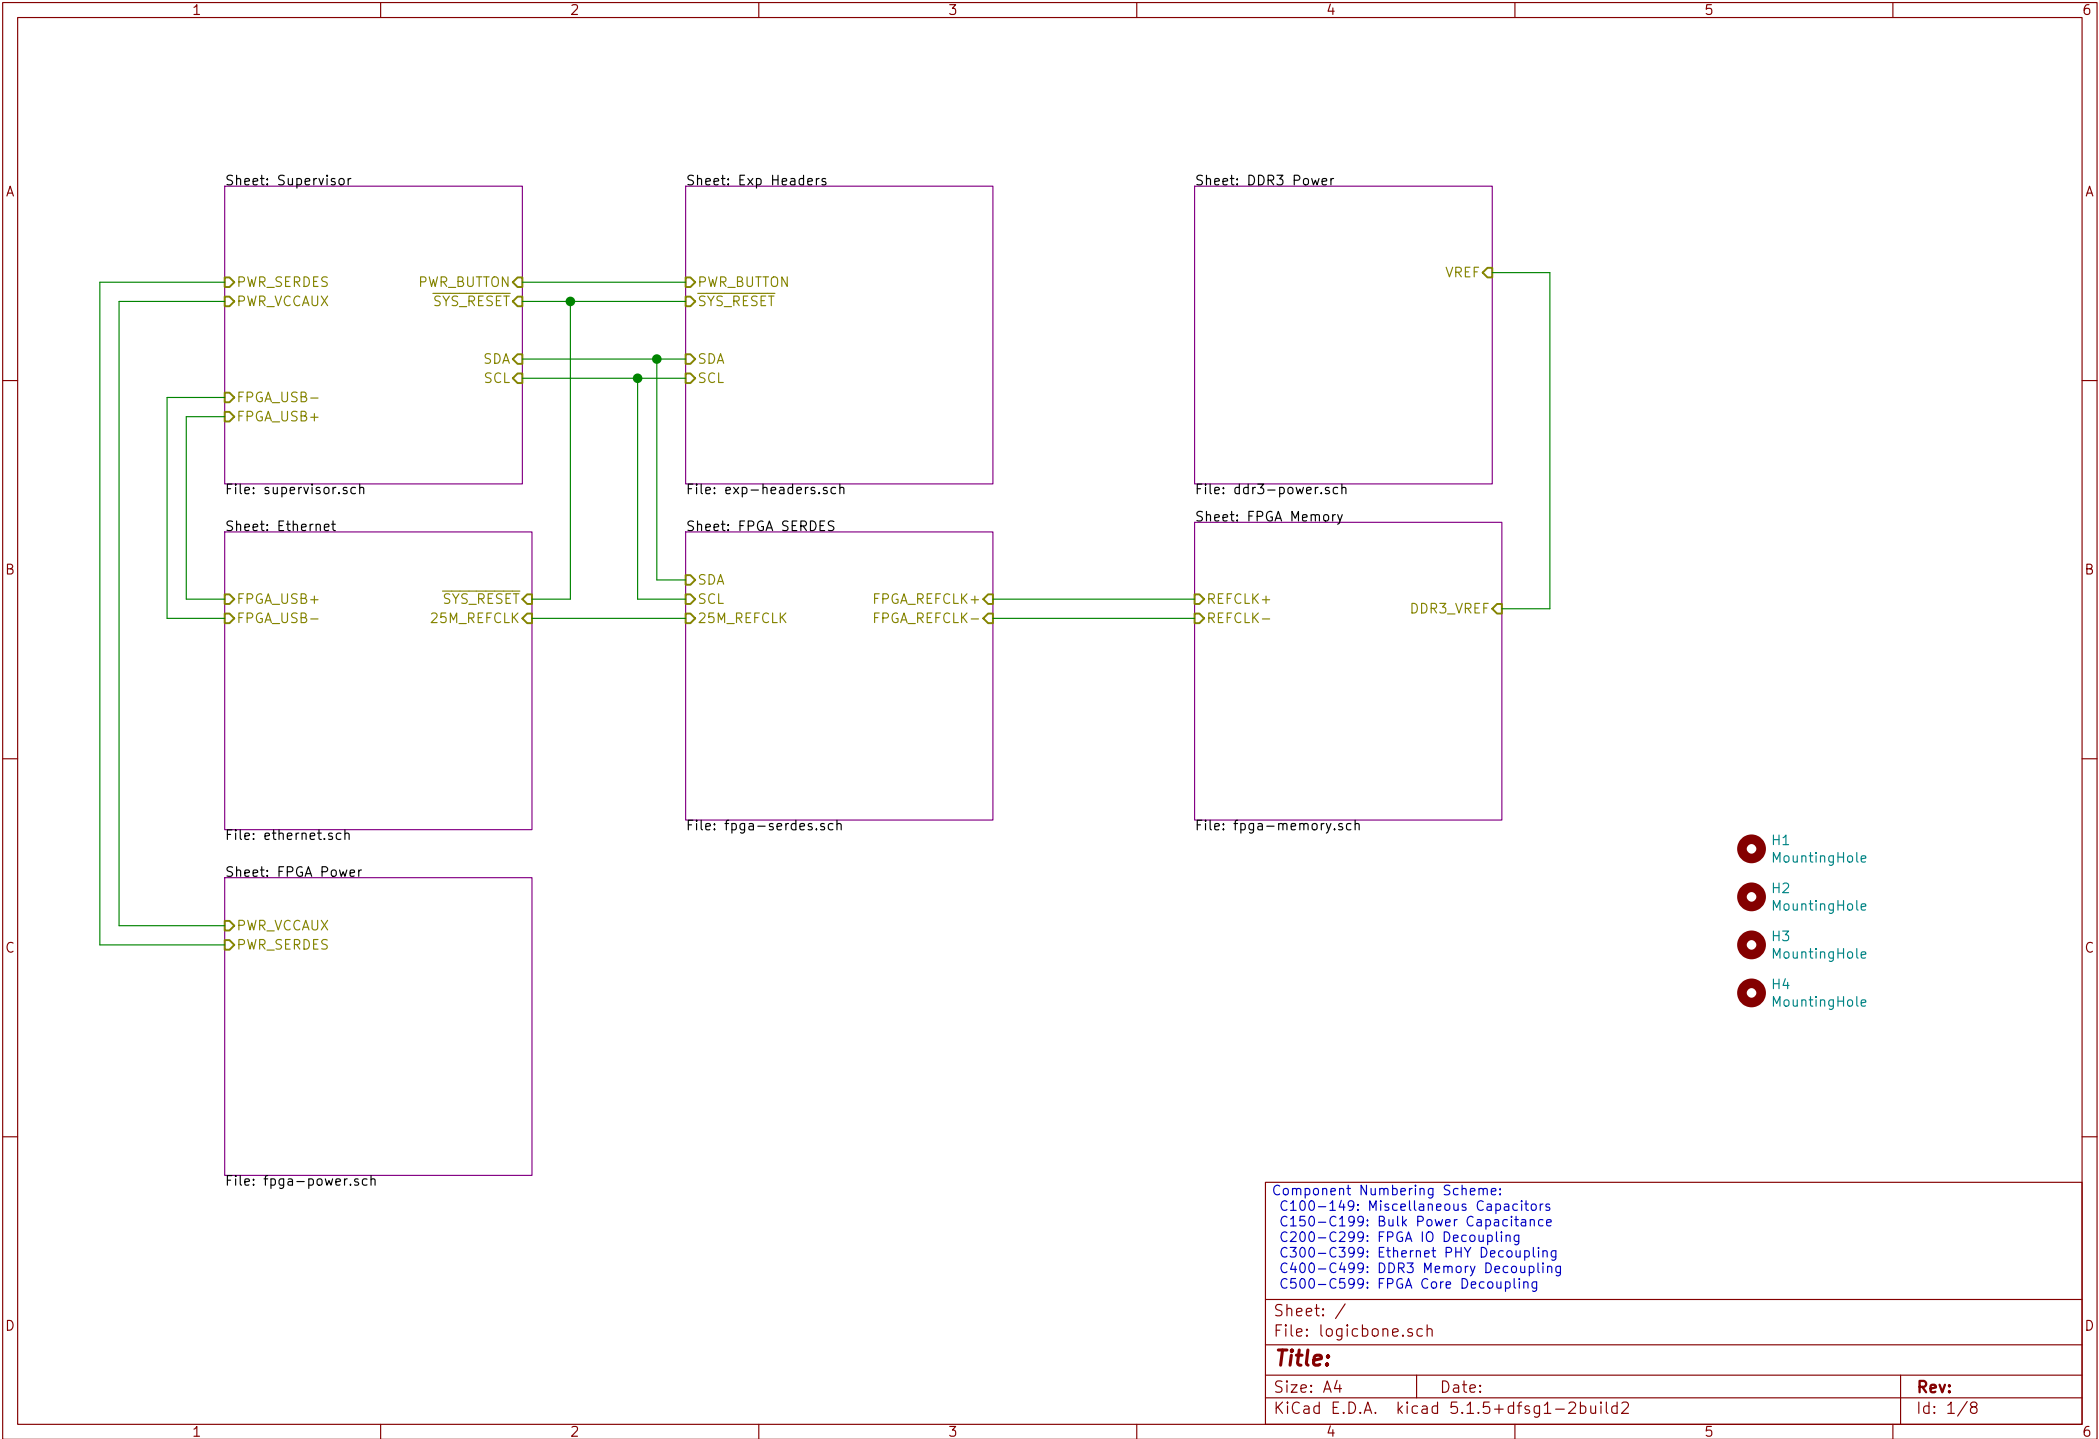 1 2 3 4 5 6
A A
B B
C C
D D
Sheet: Supervisor
PWR_SERDES
PWR_VCCAUX
FPGA_USB-
FPGA_USB+
PWR_BUTTON
SYS_RESET
SDA
SCL
File: supervisor.sch
Sheet: Exp Headers
PWR_BUTTON
SYS_RESET
SDA
SCL
File: exp-headers.sch
Sheet: DDR3 Power
VREF
File: ddr3-power.sch
Sheet: Ethernet
FPGA_USB+
FPGA_USB-
SYS_RESET
25M_REFCLK
File: ethernet.sch
Sheet: FPGA SERDES
SDA
SCL
25M_REFCLK
FPGA_REFCLK+
FPGA_REFCLK-
File: fpga-serdes.sch
Sheet: FPGA Memory
REFCLK+
REFCLK-
DDR3_VREF
File: fpga-memory.sch
Sheet: FPGA Power
PWR_VCCAUX
PWR_SERDES
File: fpga-power.sch
H1
MountingHole
H2
MountingHole
H3
MountingHole
H4
MountingHole
Component Numbering Scheme:
C100-149: Miscellaneous Capacitors
C150-C199: Bulk Power Capacitance
C200-C299: FPGA IO Decoupling
C300-C399: Ethernet PHY Decoupling
C400-C499: DDR3 Memory Decoupling
C500-C599: FPGA Core Decoupling
Sheet: /
File: logicbone.sch
Title:
Size: A4 Date: Rev:
KiCad E.D.A. kicad 5.1.5+dfsg1-2build2 Id: 1/8
1 2 3 4 5 6